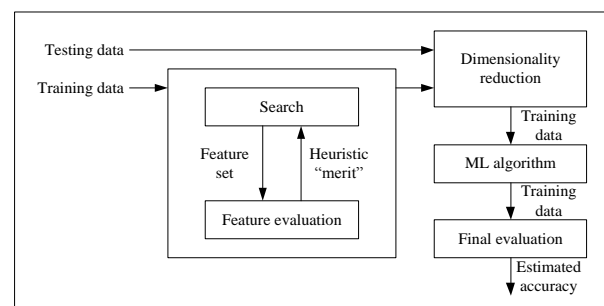 Testing data
Training data
Search
Feature
set
Heuristic
“merit”
Feature evaluation
Dimensionality
reduction
Training
data
ML algorithm
Training
data
Final evaluation
Estimated
accuracy